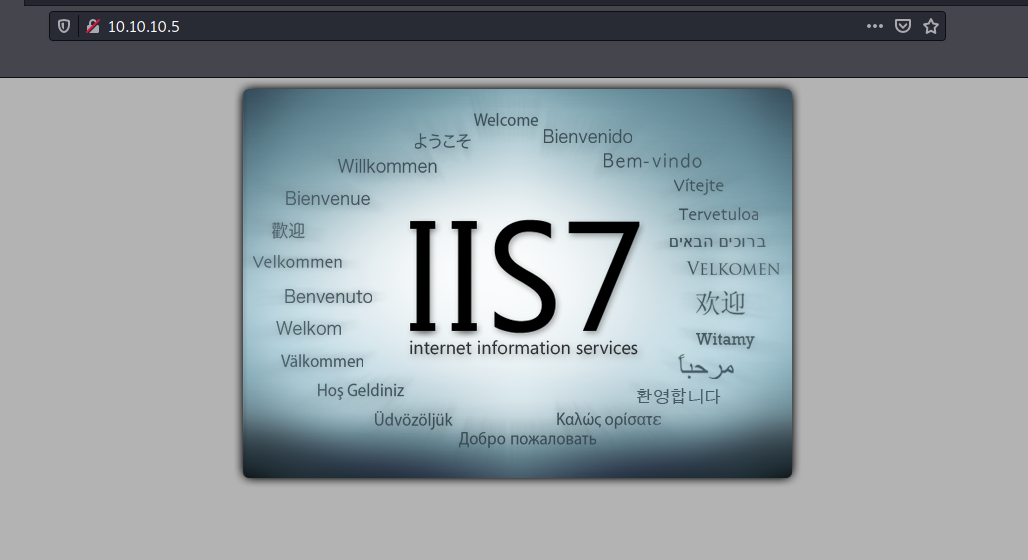 10.10.10.5
Welcome
ようこそ
Bienvenido
Willkommen
Bem-vindo
Vítejte
Bienvenue
Tervetuloa
歡迎
ברוכים הבאים
Velkommen
VELKOMEN
Benvenuto
欢迎
Welkom
Witamy
IIS7
internet information services
Välkommen
مرحباً
Hoş Geldiniz
환영합니다
Üdvözöljük
Καλώς ορίσατε
Добро пожаловать